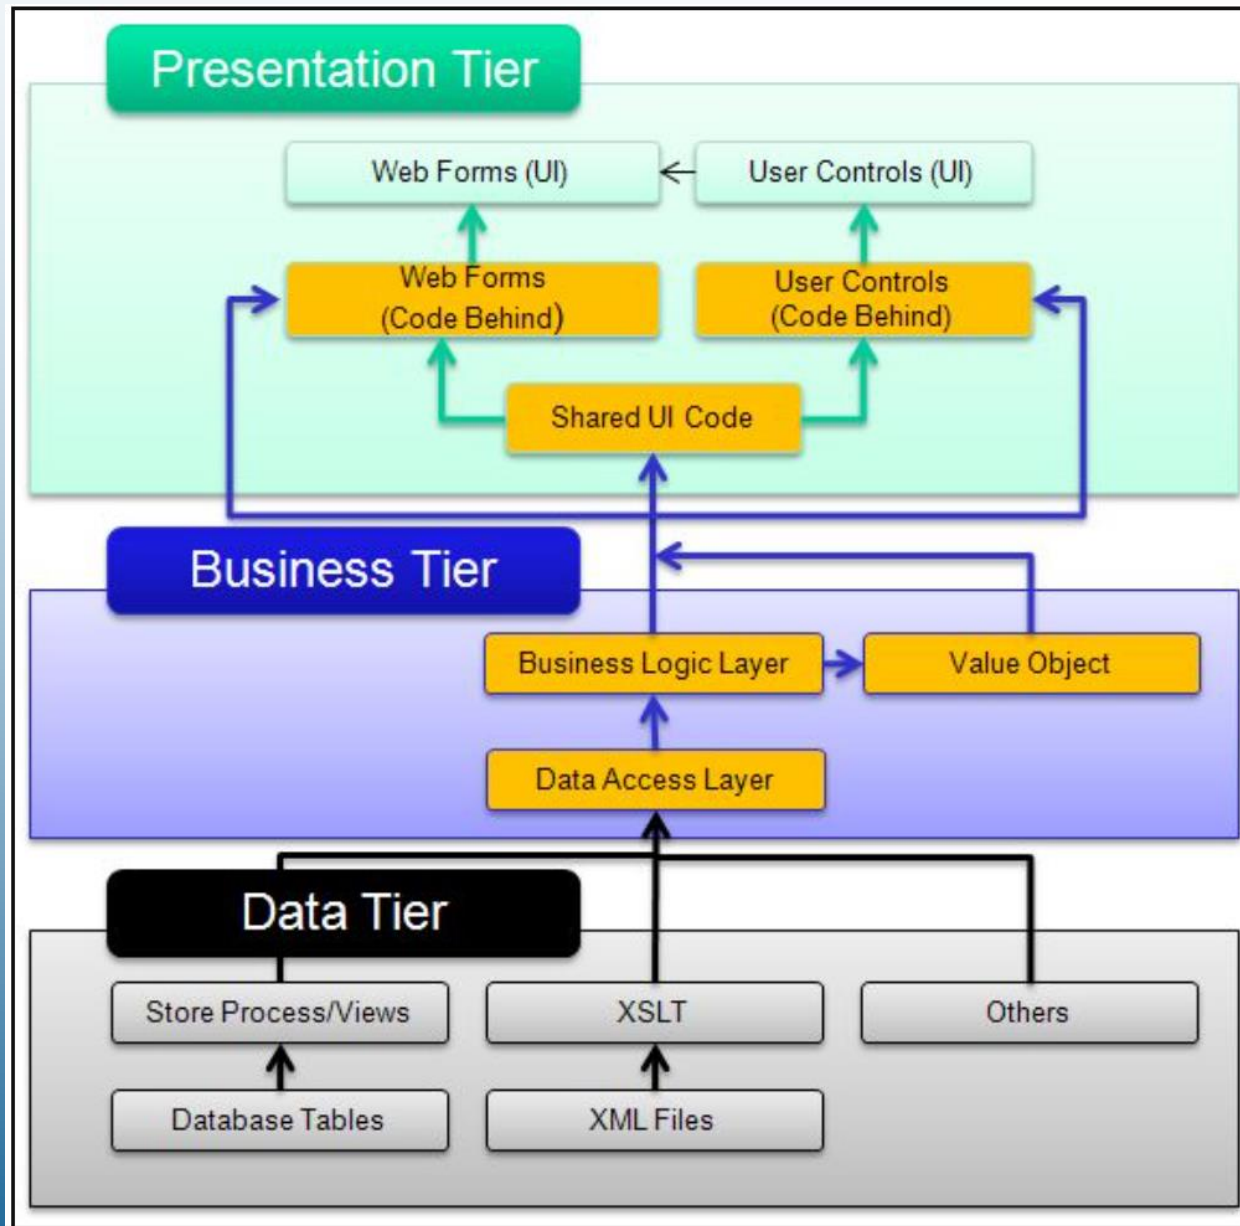 Presentation Tier
Web Forms (UI)
User Controls (UI)
Web Forms
(Code Behind)
User Controls
(Code Behind)
Shared UI Code
Business Tier
Business Logic Layer
Value Object
Data Access Layer
Data Tier
Store Process/Views
XSLT
Others
Database Tables
XML Files